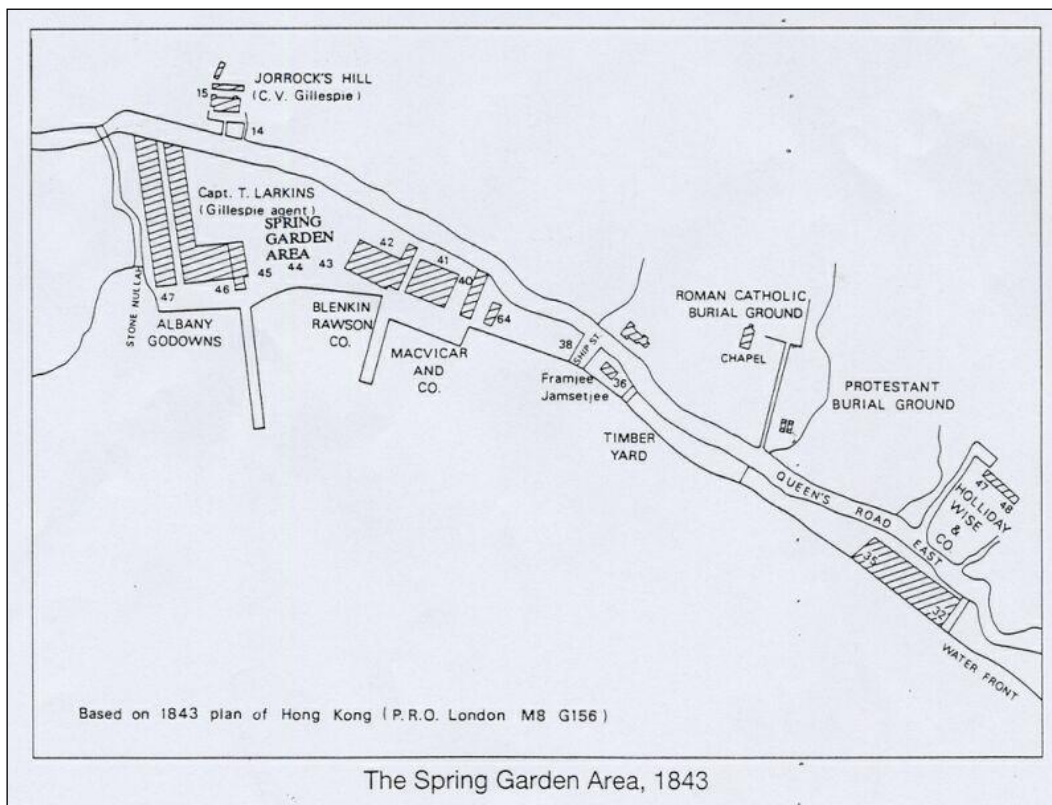 JORROCK'S HILL
(C. V. Gillespie)
15
14
Capt. T. LARKINS
(Gillespie agent)
SPRING
GARDEN
AREA
42
41
40
43
44
45
46
47
64
STONE NULLAH
ALBANY
GODOWNS
BLENKIN
RAWSON
CO.
MACVICAR
AND
CO.
38
SHIP ST.
36
Framjee
Jamsetjee
TIMBER
YARD
ROMAN CATHOLIC
BURIAL GROUND
CHAPEL
PROTESTANT
BURIAL GROUND
QUEEN'S ROAD EAST
47
48
HOLLIDAY
WISE
& CO
35
32
WATER FRONT
Based on 1843 plan of Hong Kong (P.R.O. London M8 G156)
The Spring Garden Area, 1843